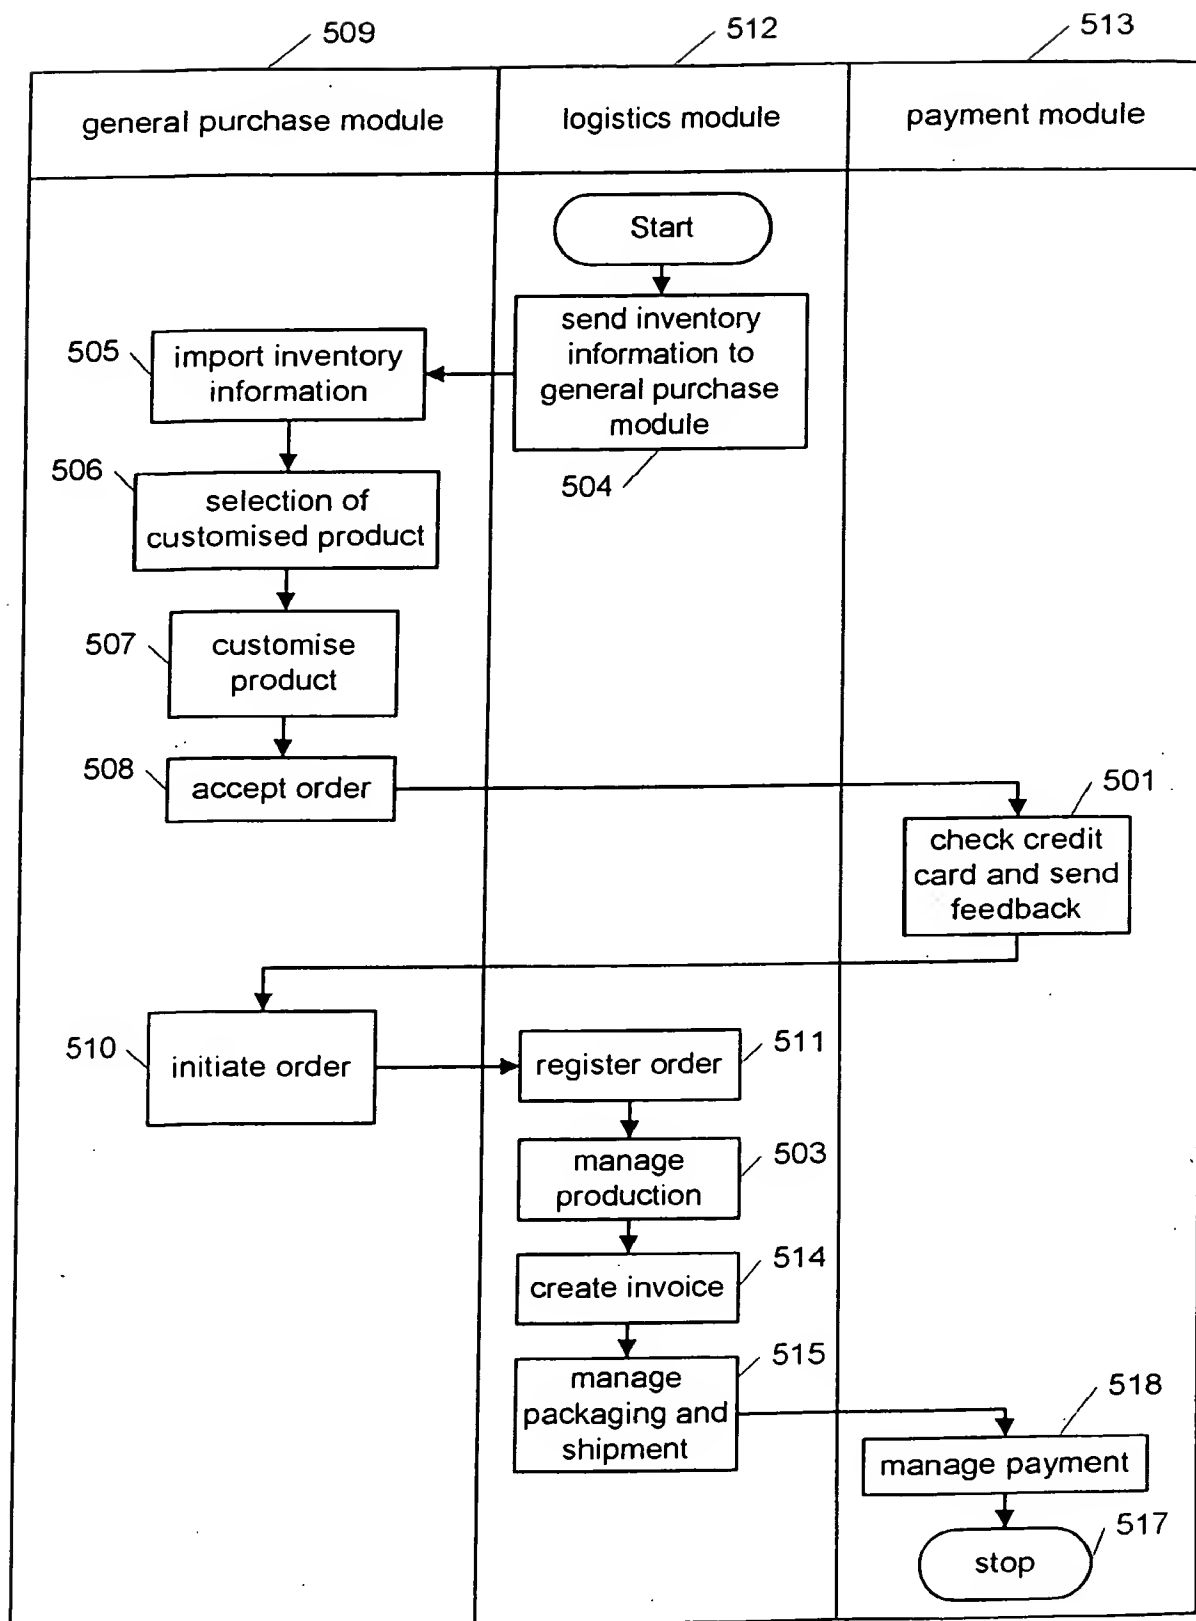 509
512
513
general purchase module
logistics module
payment module
Start
send inventory
information to
general purchase
module
504
505
import inventory
information
506
selection of
customised product
507
customise
product
508
accept order
501
check credit
card and send
feedback
510
initiate order
register order
511
manage
production
503
create invoice
514
manage
packaging and
shipment
515
518
manage payment
517
stop